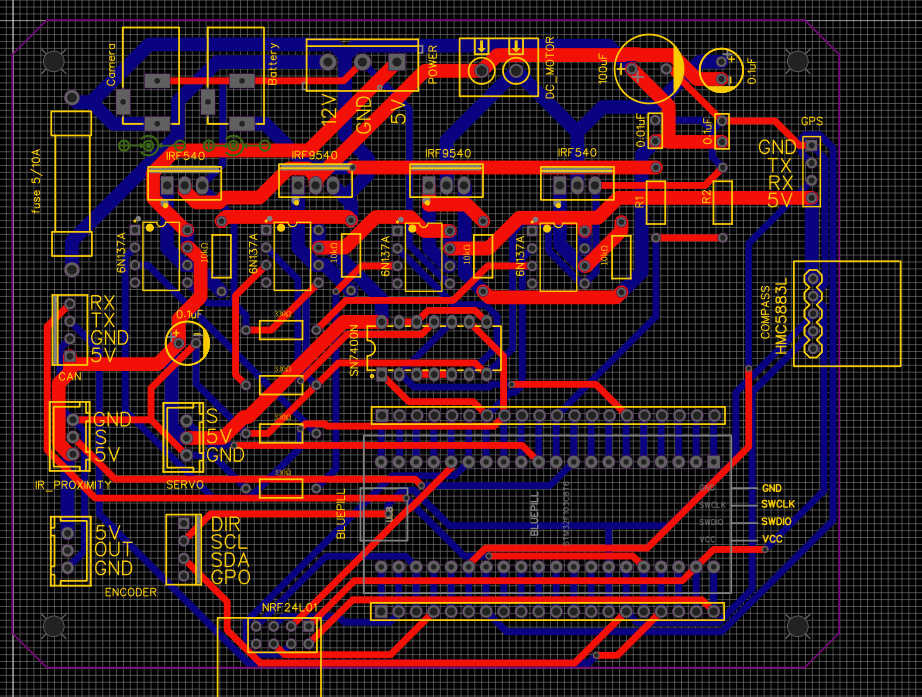 Camera
Battery
POWER
12V
GND
5V
DC_MOTOR
100uF
0.1uF
0.01uF
0.1uF
GPS
GND
TX
RX
5V
fuse 5/10A
IRF540
IRF9540
IRF9540
IRF540
R1
R2
6N137A
10kΩ
6N137A
10kΩ
6N137A
10kΩ
6N137A
10kΩ
RX
TX
GND
5V
CAN
0.1uF
330Ω
330Ω
330Ω
330Ω
SN7400N
COMPASS
HMC5883L
GND
S
5V
IR_PROXIMITY
S
5V
GND
SERVO
BLUEPILL
BLUEPILL
STM32F103C8T6
GND
SWCLK
SWDIO
VCC
GND
SWCLK
SWDIO
VCC
5V
OUT
GND
ENCODER
DIR
SCL
SDA
GPO
NRF24L01